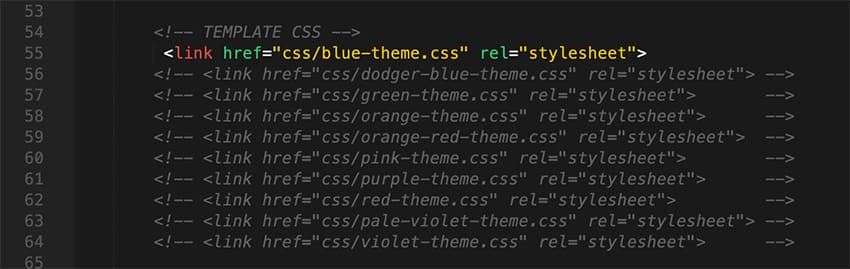 53
54 <!-- TEMPLATE CSS -->
55 <link href="css/blue-theme.css" rel="stylesheet">
56 <!-- <link href="css/dodger-blue-theme.css" rel="stylesheet"> -->
57 <!-- <link href="css/green-theme.css" rel="stylesheet"> -->
58 <!-- <link href="css/orange-theme.css" rel="stylesheet"> -->
59 <!-- <link href="css/orange-red-theme.css" rel="stylesheet"> -->
60 <!-- <link href="css/pink-theme.css" rel="stylesheet"> -->
61 <!-- <link href="css/purple-theme.css" rel="stylesheet"> -->
62 <!-- <link href="css/red-theme.css" rel="stylesheet"> -->
63 <!-- <link href="css/pale-violet-theme.css" rel="stylesheet"> -->
64 <!-- <link href="css/violet-theme.css" rel="stylesheet"> -->
65